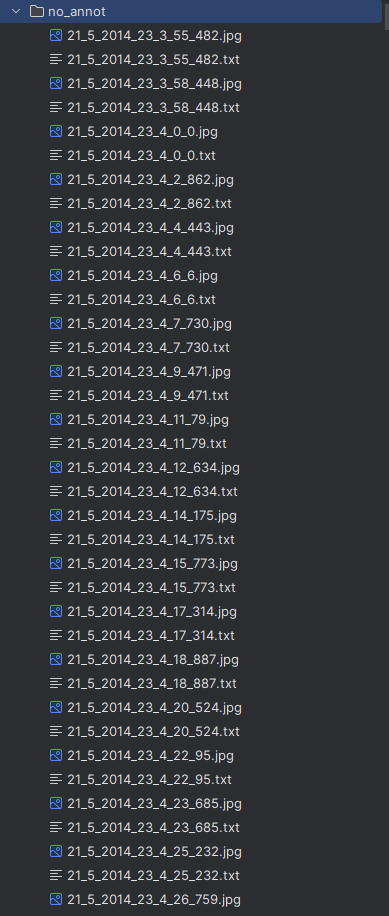 no_annot
21_5_2014_23_3_55_482.jpg
21_5_2014_23_3_55_482.txt
21_5_2014_23_3_58_448.jpg
21_5_2014_23_3_58_448.txt
21_5_2014_23_4_0_0.jpg
21_5_2014_23_4_0_0.txt
21_5_2014_23_4_2_862.jpg
21_5_2014_23_4_2_862.txt
21_5_2014_23_4_4_443.jpg
21_5_2014_23_4_4_443.txt
21_5_2014_23_4_6_6.jpg
21_5_2014_23_4_6_6.txt
21_5_2014_23_4_7_730.jpg
21_5_2014_23_4_7_730.txt
21_5_2014_23_4_9_471.jpg
21_5_2014_23_4_9_471.txt
21_5_2014_23_4_11_79.jpg
21_5_2014_23_4_11_79.txt
21_5_2014_23_4_12_634.jpg
21_5_2014_23_4_12_634.txt
21_5_2014_23_4_14_175.jpg
21_5_2014_23_4_14_175.txt
21_5_2014_23_4_15_773.jpg
21_5_2014_23_4_15_773.txt
21_5_2014_23_4_17_314.jpg
21_5_2014_23_4_17_314.txt
21_5_2014_23_4_18_887.jpg
21_5_2014_23_4_18_887.txt
21_5_2014_23_4_20_524.jpg
21_5_2014_23_4_20_524.txt
21_5_2014_23_4_22_95.jpg
21_5_2014_23_4_22_95.txt
21_5_2014_23_4_23_685.jpg
21_5_2014_23_4_23_685.txt
21_5_2014_23_4_25_232.jpg
21_5_2014_23_4_25_232.txt
21_5_2014_23_4_26_759.jpg